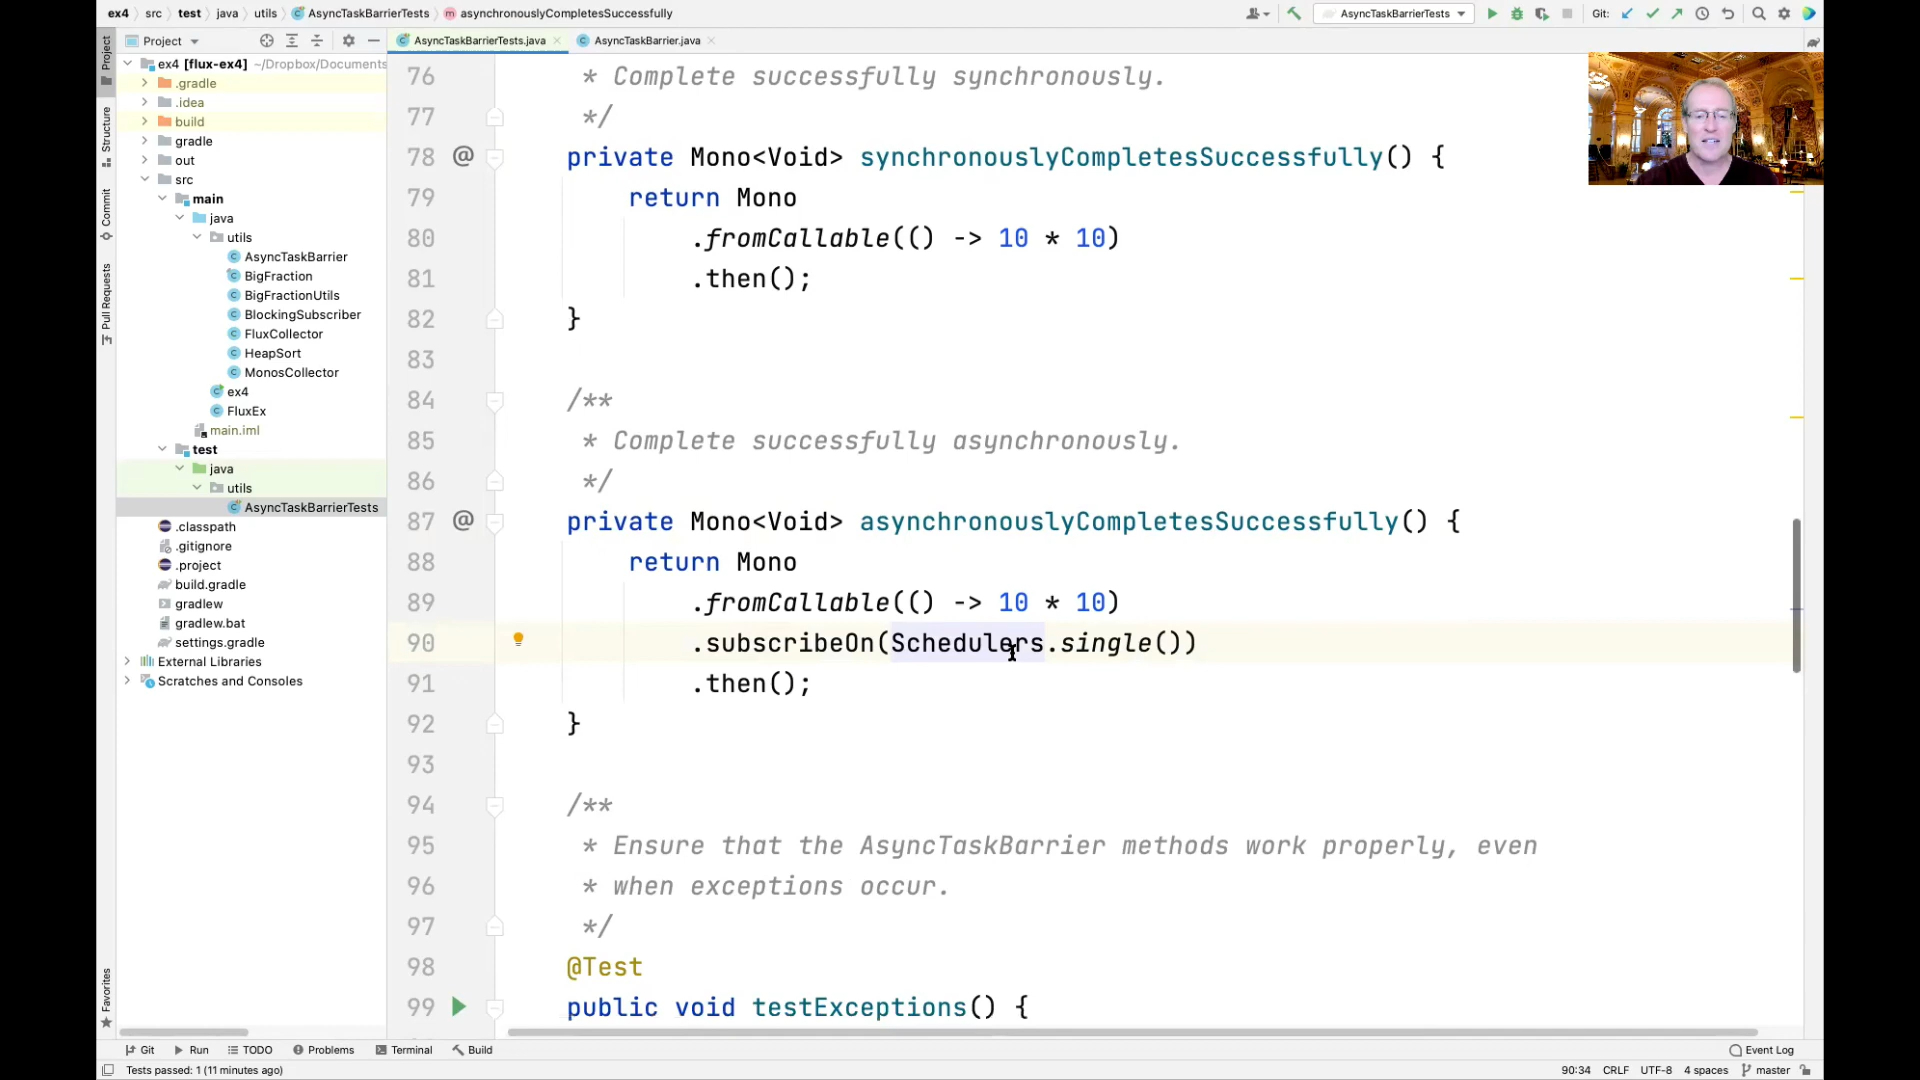 ex4 src test java utils AsyncTaskBarrierTests asynchronouslyCompletesSuccessfully
AsyncTaskBarrierTests
Git:
Project
AsyncTaskBarrierTests.java
AsyncTaskBarrier.java
Project
Structure
Commit
Pull Requests
Favorites
ex4 [flux-ex4] ~/Dropbox/Documents
.gradle
.idea
build
gradle
out
src
main
java
utils
AsyncTaskBarrier
BigFraction
BigFractionUtils
BlockingSubscriber
FluxCollector
HeapSort
MonosCollector
ex4
FluxEx
main.iml
test
java
utils
AsyncTaskBarrierTests
.classpath
.gitignore
.project
build.gradle
gradlew
gradlew.bat
settings.gradle
External Libraries
Scratches and Consoles
76 * Complete successfully synchronously.
77 */
78 @ private Mono<Void> synchronouslyCompletesSuccessfully() {
79 return Mono
80 .fromCallable(() -> 10 * 10)
81 .then();
82 }
83
84 /**
85 * Complete successfully asynchronously.
86 */
87 @ private Mono<Void> asynchronouslyCompletesSuccessfully() {
88 return Mono
89 .fromCallable(() -> 10 * 10)
90 .subscribeOn(Schedulers.single())
91 .then();
92 }
93
94 /**
95 * Ensure that the AsyncTaskBarrier methods work properly, even
96 * when exceptions occur.
97 */
98 @Test
99 public void testExceptions() {
Git Run TODO Problems Terminal Build Event Log
Tests passed: 1 (11 minutes ago) 90:34 CRLF UTF-8 4 spaces master